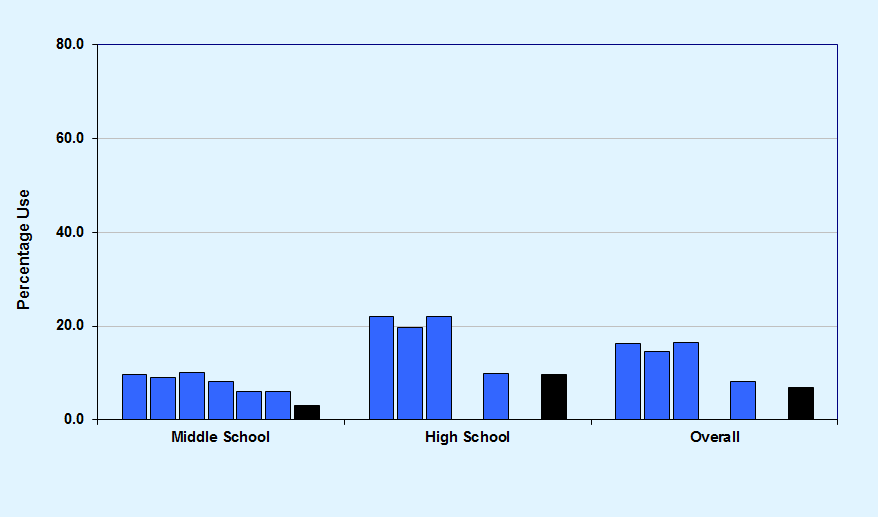 80.0
60.0
40.0
20.0
0.0
Percentage Use
Middle School
High School
Overall